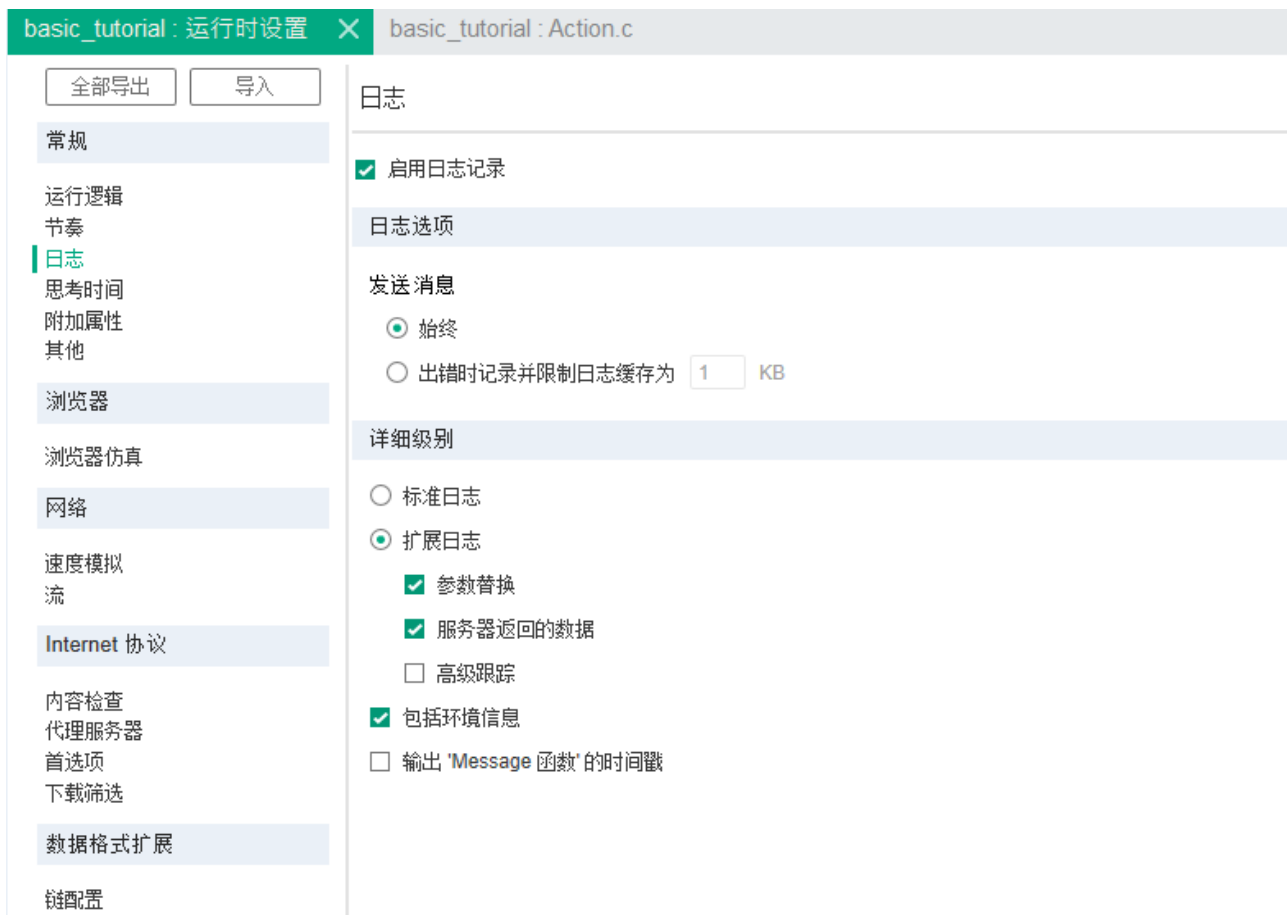 basic_tutorial : 运行时设置
basic_tutorial : Action.c
全部导出
导入
常规
运行逻辑
节奏
日志
思考时间
附加属性
其他
浏览器
浏览器仿真
网络
速度模拟
流
Internet 协议
内容检查
代理服务器
首选项
下载筛选
数据格式扩展
链配置
日志
启用日志记录
日志选项
发送消息
始终
出错时记录并限制日志缓存为 1 KB
详细级别
标准日志
扩展日志
参数替换
服务器返回的数据
高级跟踪
包括环境信息
输出 'Message 函数' 的时间戳